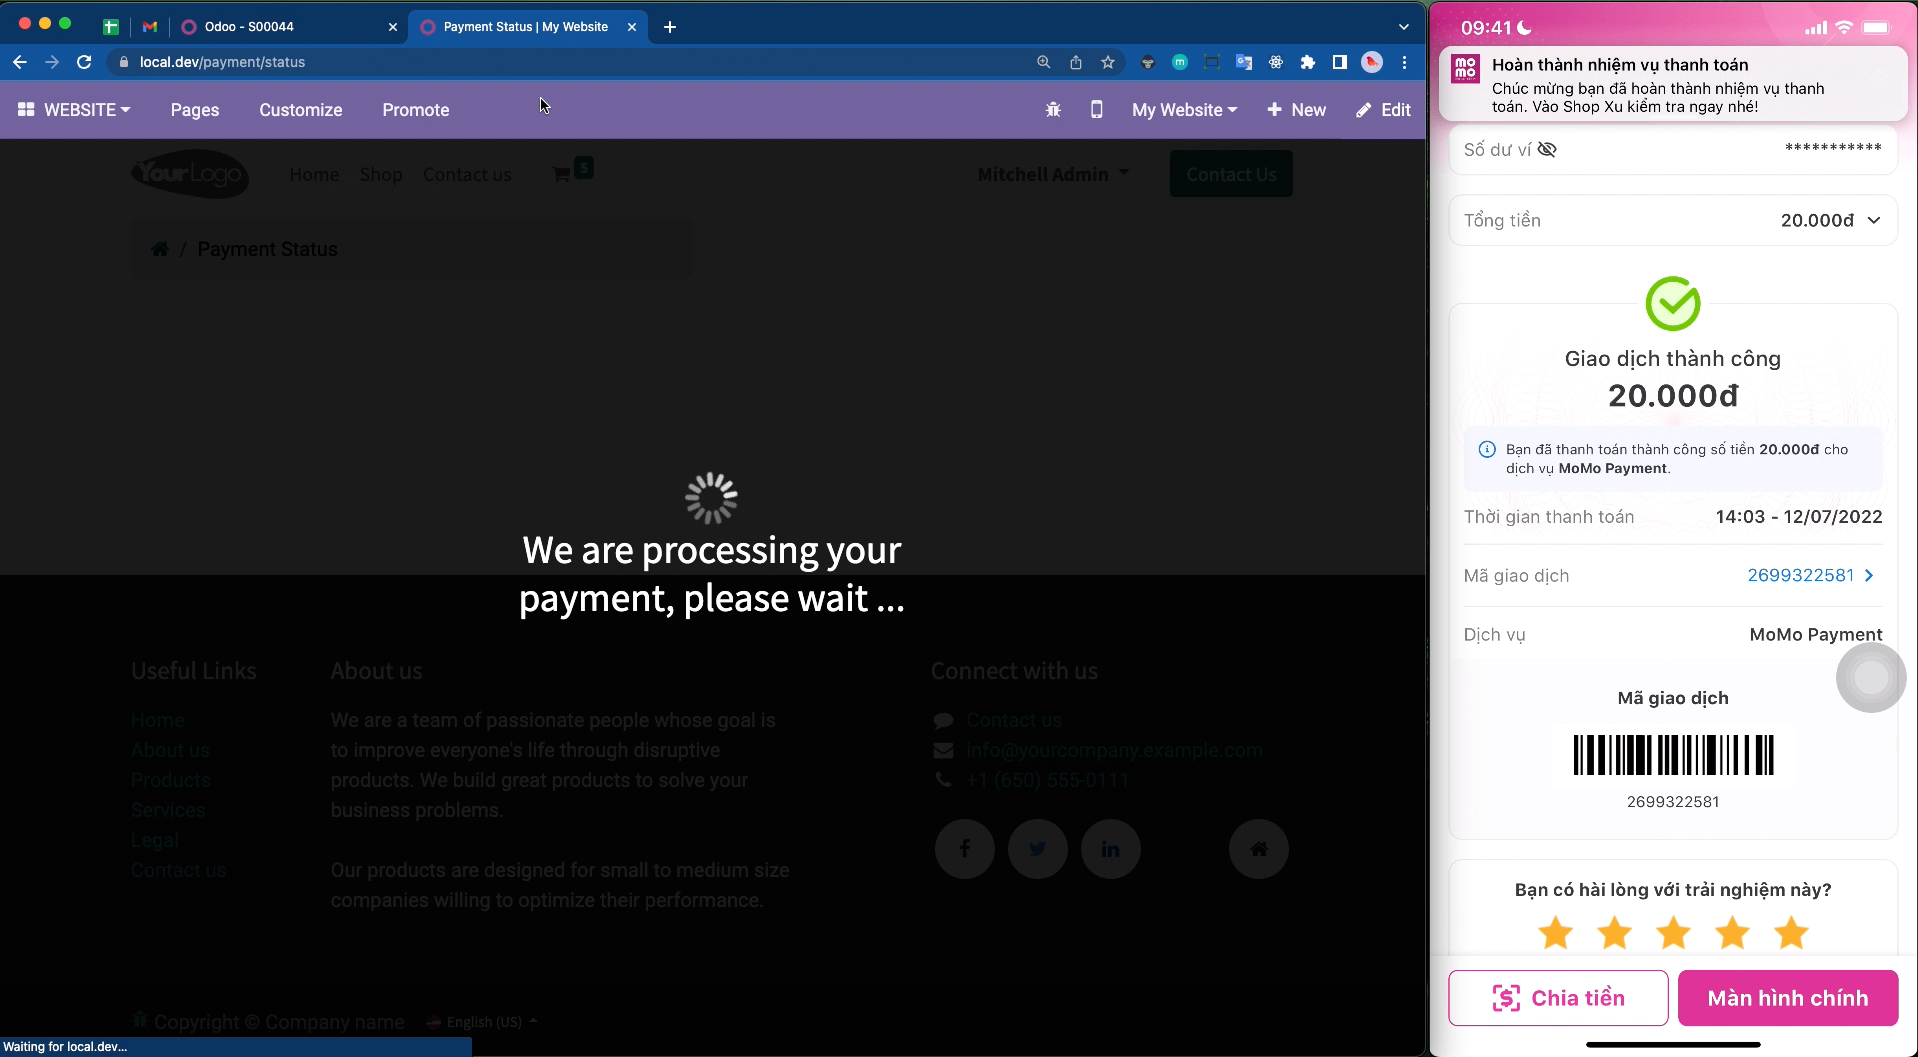 Odoo - S00044
Payment Status | My Website
local.dev/payment/status
WEBSITE
Pages
Customize
Promote
My Website
New
Edit
YourLogo
Home
Shop
Contact us
5
Mitchell Admin
Contact Us
/ Payment Status
We are processing your
payment, please wait ...
Useful Links
Home
About us
Products
Services
Legal
Contact us
About us
We are a team of passionate people whose goal is
to improve everyone's life through disruptive
products. We build great products to solve your
business problems.
Our products are designed for small to medium size
companies willing to optimize their performance.
Connect with us
Contact us
info@yourcompany.example.com
+1 (650) 555-0111
Copyright © Company name
English (US)
Waiting for local.dev...
09:41
mo
mo
Hoàn thành nhiệm vụ thanh toán
Chúc mừng bạn đã hoàn thành nhiệm vụ thanh
toán. Vào Shop Xu kiểm tra ngay nhé!
Số dư ví
***********
Tổng tiền
20.000đ
Giao dịch thành công
20.000đ
Bạn đã thanh toán thành công số tiền 20.000đ cho
dịch vụ MoMo Payment.
Thời gian thanh toán
14:03 - 12/07/2022
Mã giao dịch
2699322581
Dịch vụ
MoMo Payment
Mã giao dịch
2699322581
Bạn có hài lòng với trải nghiệm này?
Chia tiền
Màn hình chính